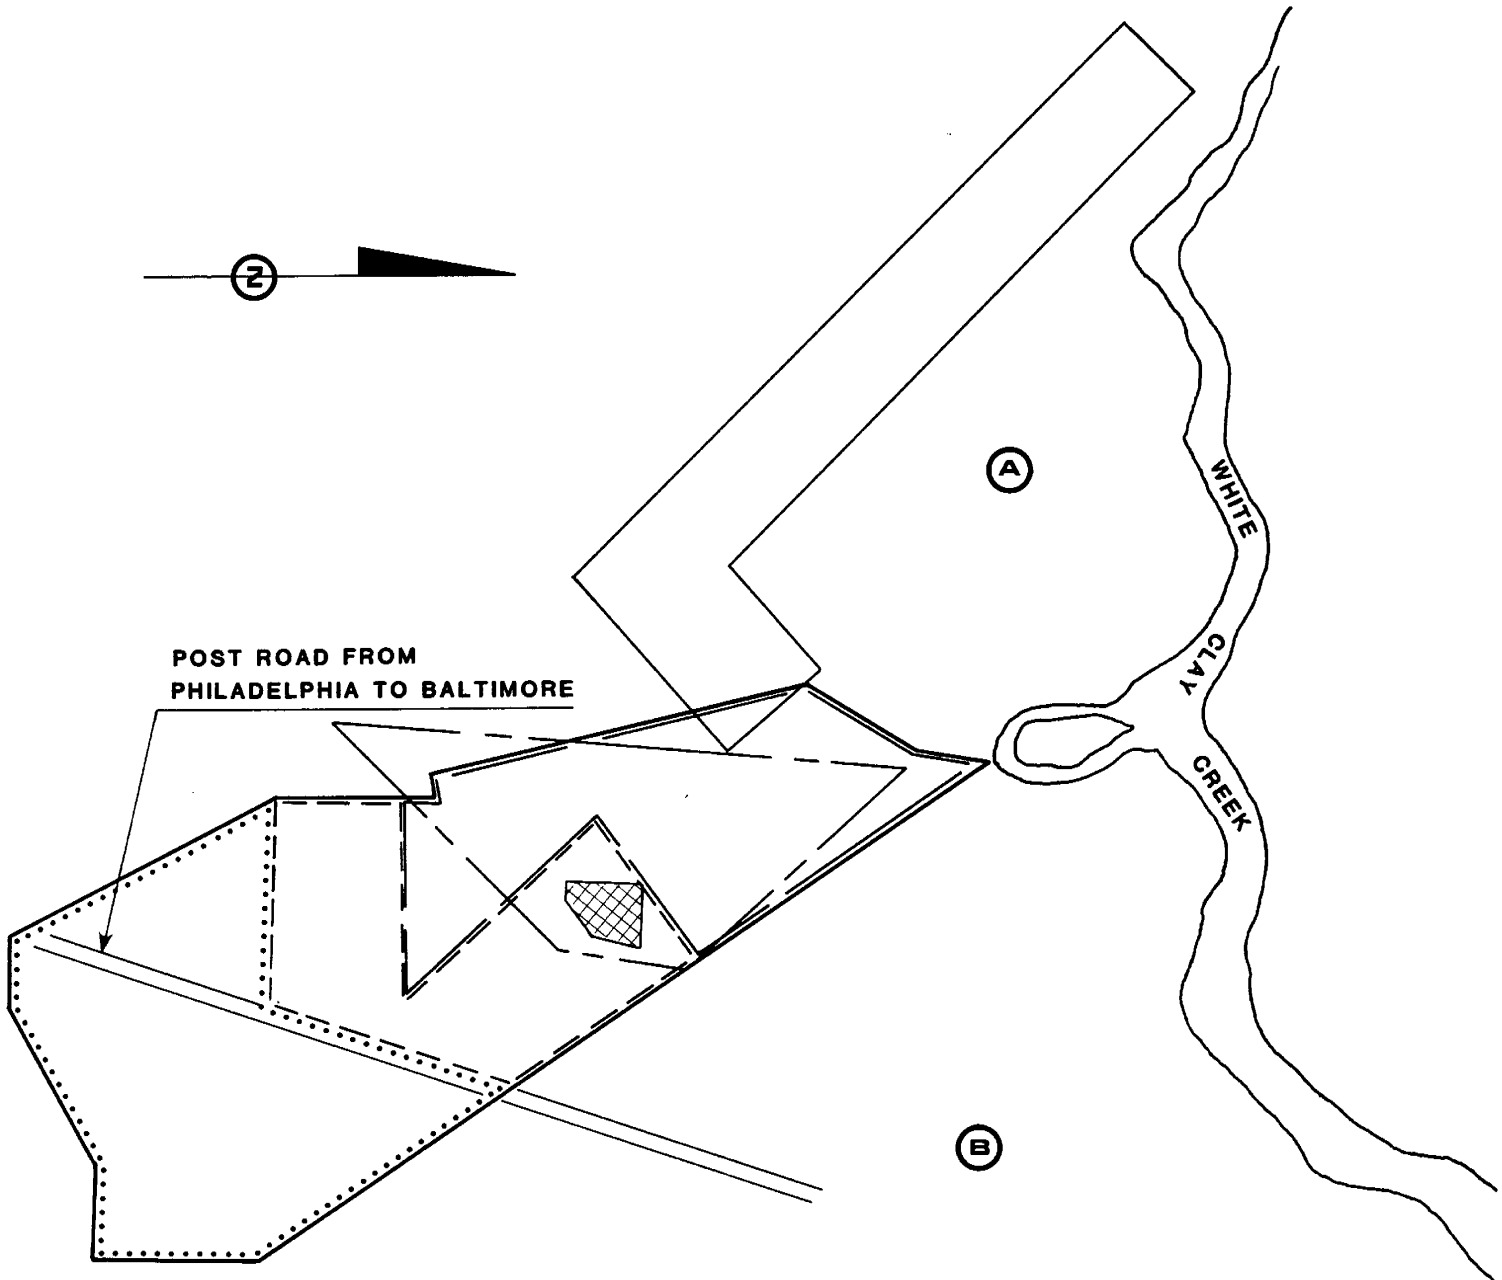 N
A
WHITE
CLAY
CREEK
POST ROAD FROM
PHILADELPHIA TO BALTIMORE
B